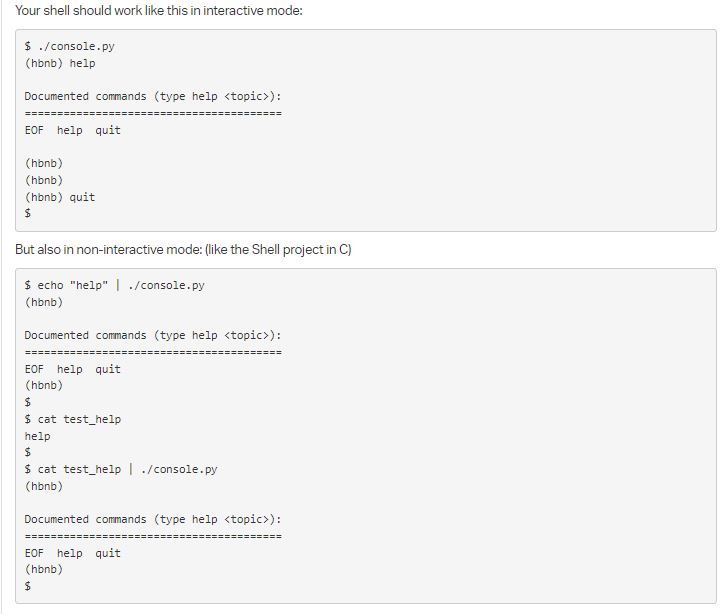 Your shell should work like this in interactive mode:
$ ./console.py
(hbnb) help
Documented commands (type help <topic>):
========================================
EOF  help  quit
(hbnb)
(hbnb)
(hbnb) quit
$
But also in non-interactive mode: (like the Shell project in C)
$ echo "help" | ./console.py
(hbnb)
Documented commands (type help <topic>):
========================================
EOF  help  quit
(hbnb)
$
$ cat test_help
help
$
$ cat test_help | ./console.py
(hbnb)
Documented commands (type help <topic>):
========================================
EOF  help  quit
(hbnb)
$